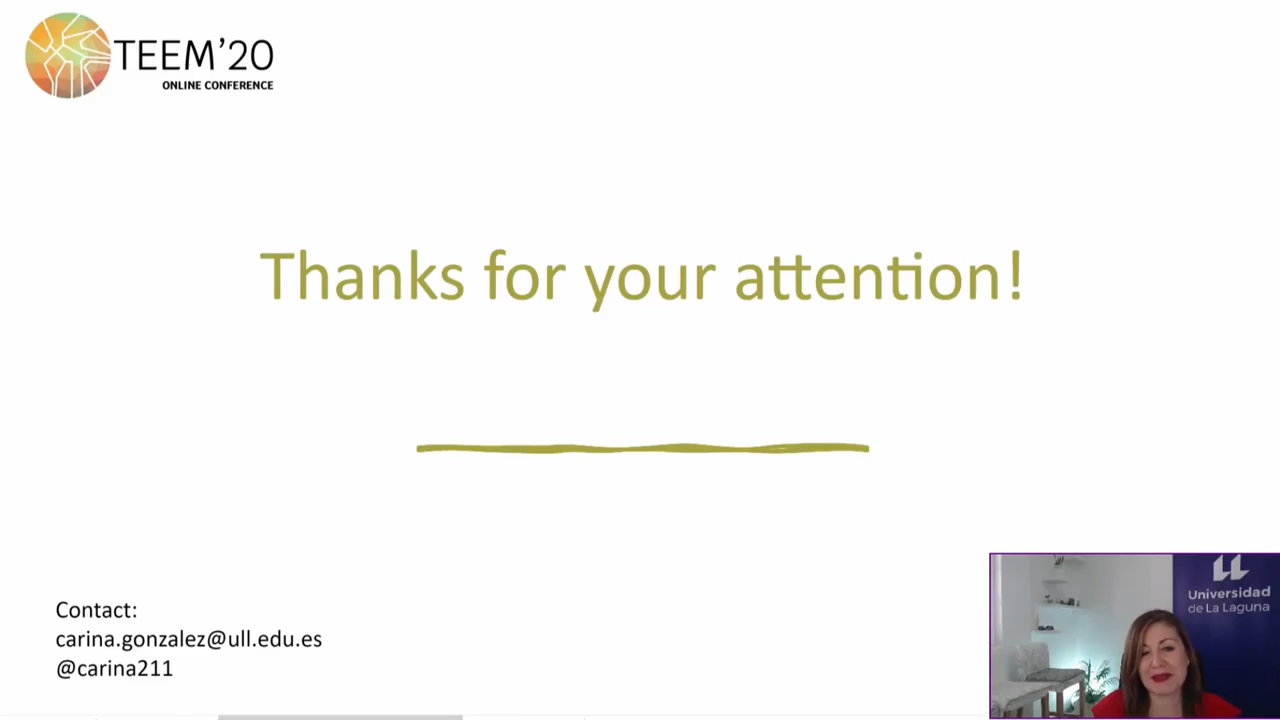 TEEM'20
ONLINE CONFERENCE
Thanks for your attention!
Contact:
carina.gonzalez@ull.edu.es
@carina211
Universidad
de La Laguna